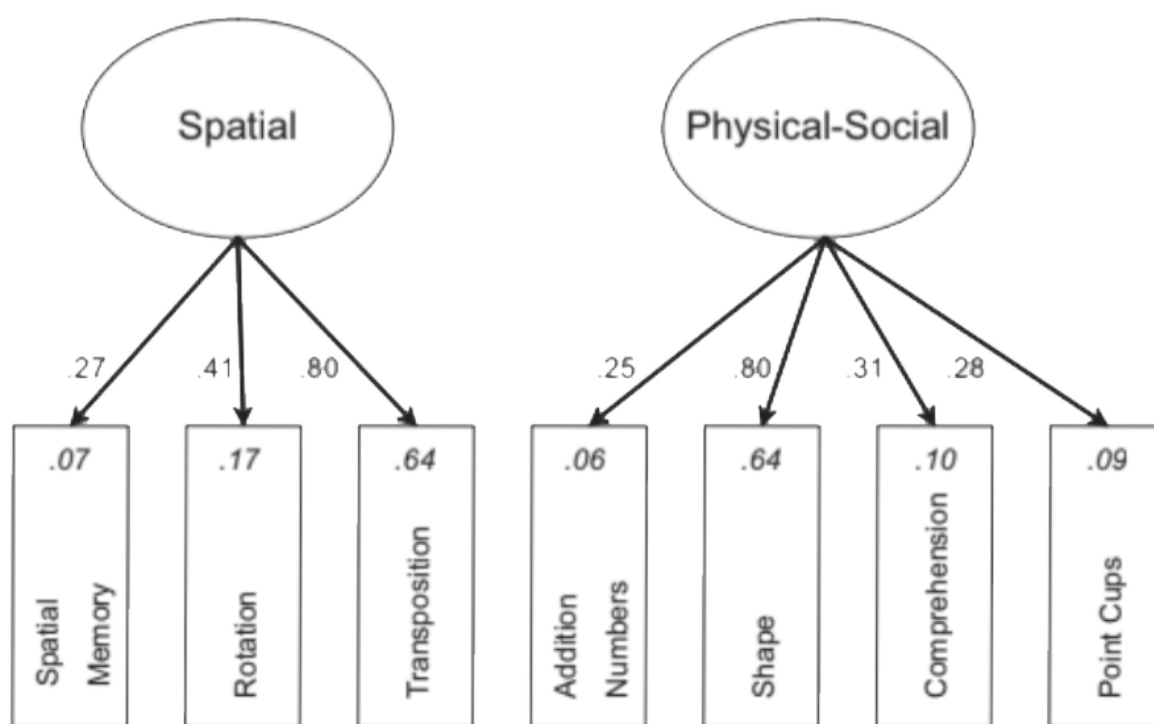 Spatial
Physical-Social
.27
.41
.80
.25
.80
.31
.28
.07
.17
.64
.06
.64
.10
.09
Spatial
Memory
Rotation
Transposition
Addition
Numbers
Shape
Comprehension
Point Cups